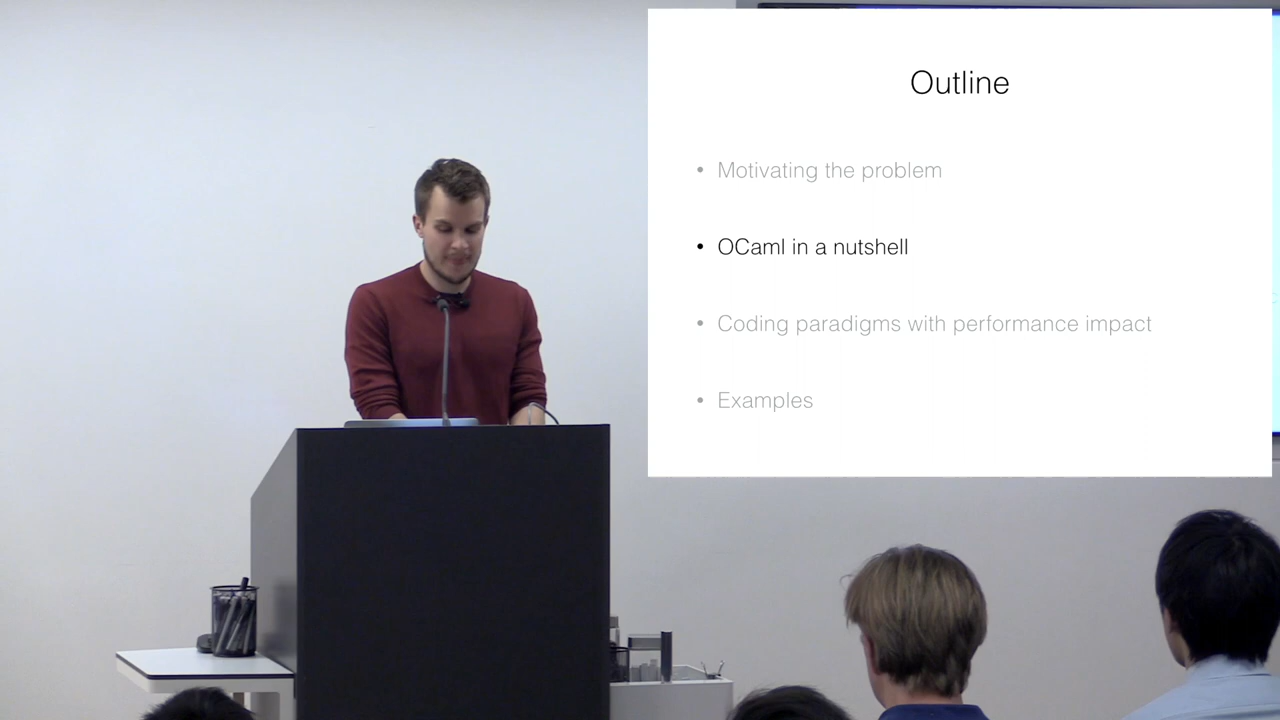 Outline
• Motivating the problem
• OCaml in a nutshell
• Coding paradigms with performance impact
• Examples